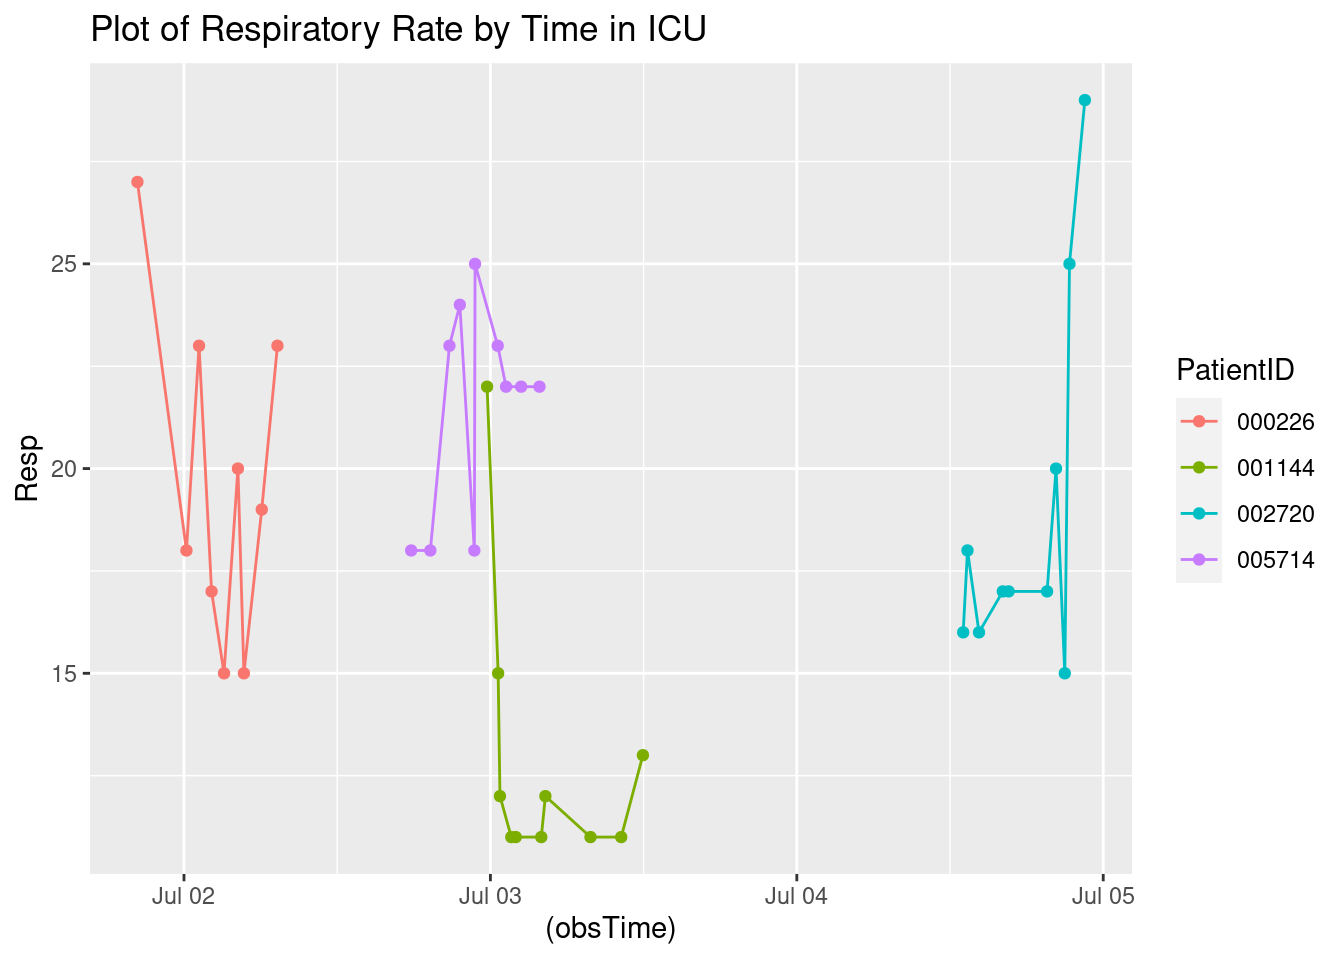 Plot of Respiratory Rate by Time in ICU
25
20
15
Resp
Jul 02
Jul 03
Jul 04
Jul 05
(obsTime)
PatientID
000226
001144
002720
005714